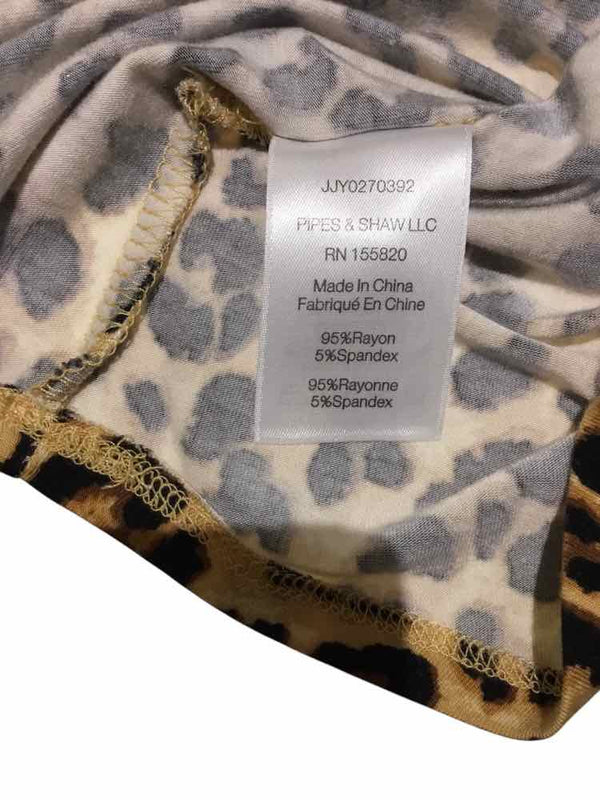 JJY0270392
PIPES & SHAW LLC
RN 155820
Made In China
Fabriqué En Chine
95%Rayon
5%Spandex
95%Rayonne
5%Spandex